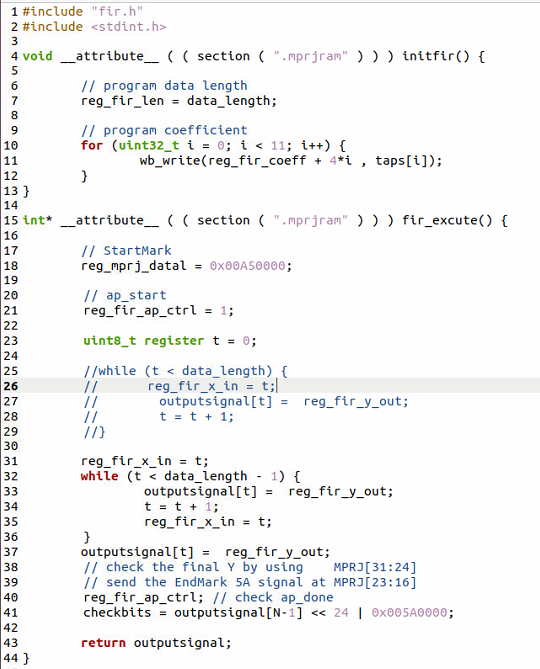 1 #include "fir.h"
2 #include <stdint.h>
3
4 void __attribute__ ( ( section ( ".mprjram" ) ) ) initfir() {
5
6 // program data length
7 reg_fir_len = data_length;
8
9 // program coefficient
10 for (uint32_t i = 0; i < 11; i++) {
11 wb_write(reg_fir_coeff + 4*i , taps[i]);
12 }
13 }
14
15 int* __attribute__ ( ( section ( ".mprjram" ) ) ) fir_excute() {
16
17 // StartMark
18 reg_mprj_datal = 0x00A50000;
19
20 // ap_start
21 reg_fir_ap_ctrl = 1;
22
23 uint8_t register t = 0;
24
25 //while (t < data_length) {
26 // reg_fir_x_in = t;
27 // outputsignal[t] = reg_fir_y_out;
28 // t = t + 1;
29 //}
30
31 reg_fir_x_in = t;
32 while (t < data_length - 1) {
33 outputsignal[t] = reg_fir_y_out;
34 t = t + 1;
35 reg_fir_x_in = t;
36 }
37 outputsignal[t] = reg_fir_y_out;
38 // check the final Y by using MPRJ[31:24]
39 // send the EndMark 5A signal at MPRJ[23:16]
40 reg_fir_ap_ctrl; // check ap_done
41 checkbits = outputsignal[N-1] << 24 | 0x005A0000;
42
43 return outputsignal;
44 }